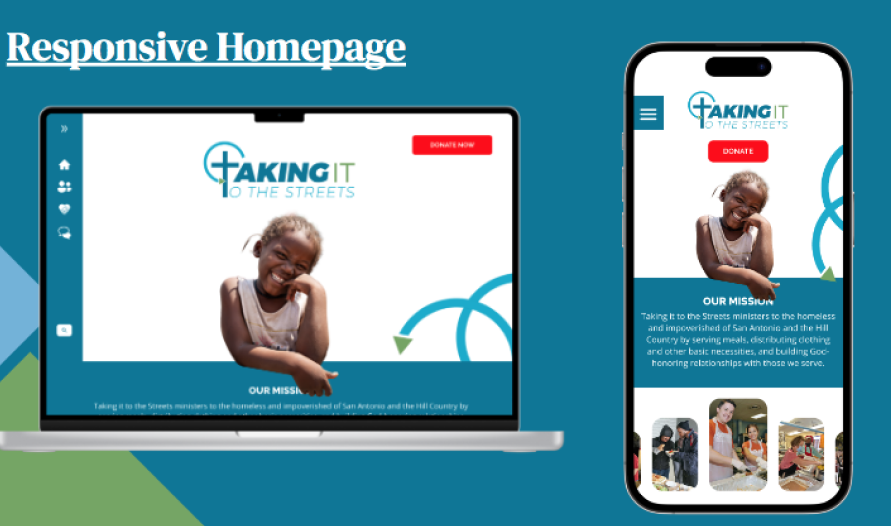 Responsive Homepage
TAKING IT
TO THE STREETS
DONATE NOW
OUR MISSION
Taking it to the Streets ministers to the homeless and impoverished of San Antonio and the Hill Country by
TAKING IT
TO THE STREETS
DONATE
OUR MISSION
Taking it to the Streets ministers to the homeless
and impoverished of San Antonio and the Hill
Country by serving meals, distributing clothing
and other basic necessities, and building God-
honoring relationships with those we serve.